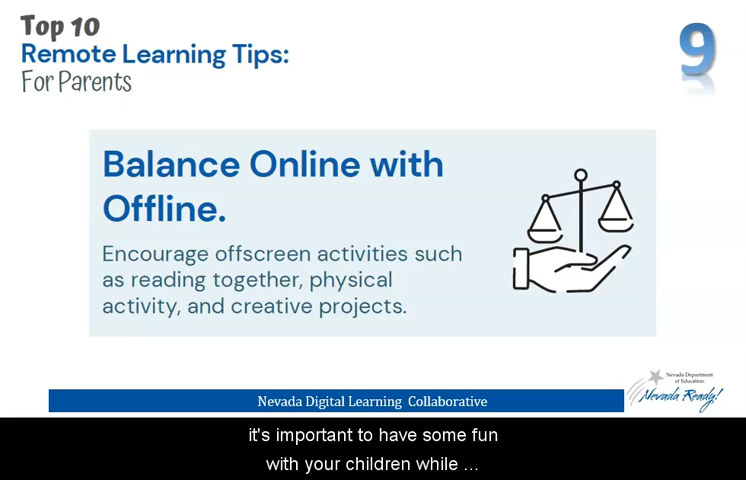 Top 10
Remote Learning Tips:
For Parents
9
Balance Online with
Offline.
Encourage offscreen activities such
as reading together, physical
activity, and creative projects.
Nevada Digital Learning Collaborative
Nevada Department
of Education
Nevada Ready!
it's important to have some fun
with your children while ...